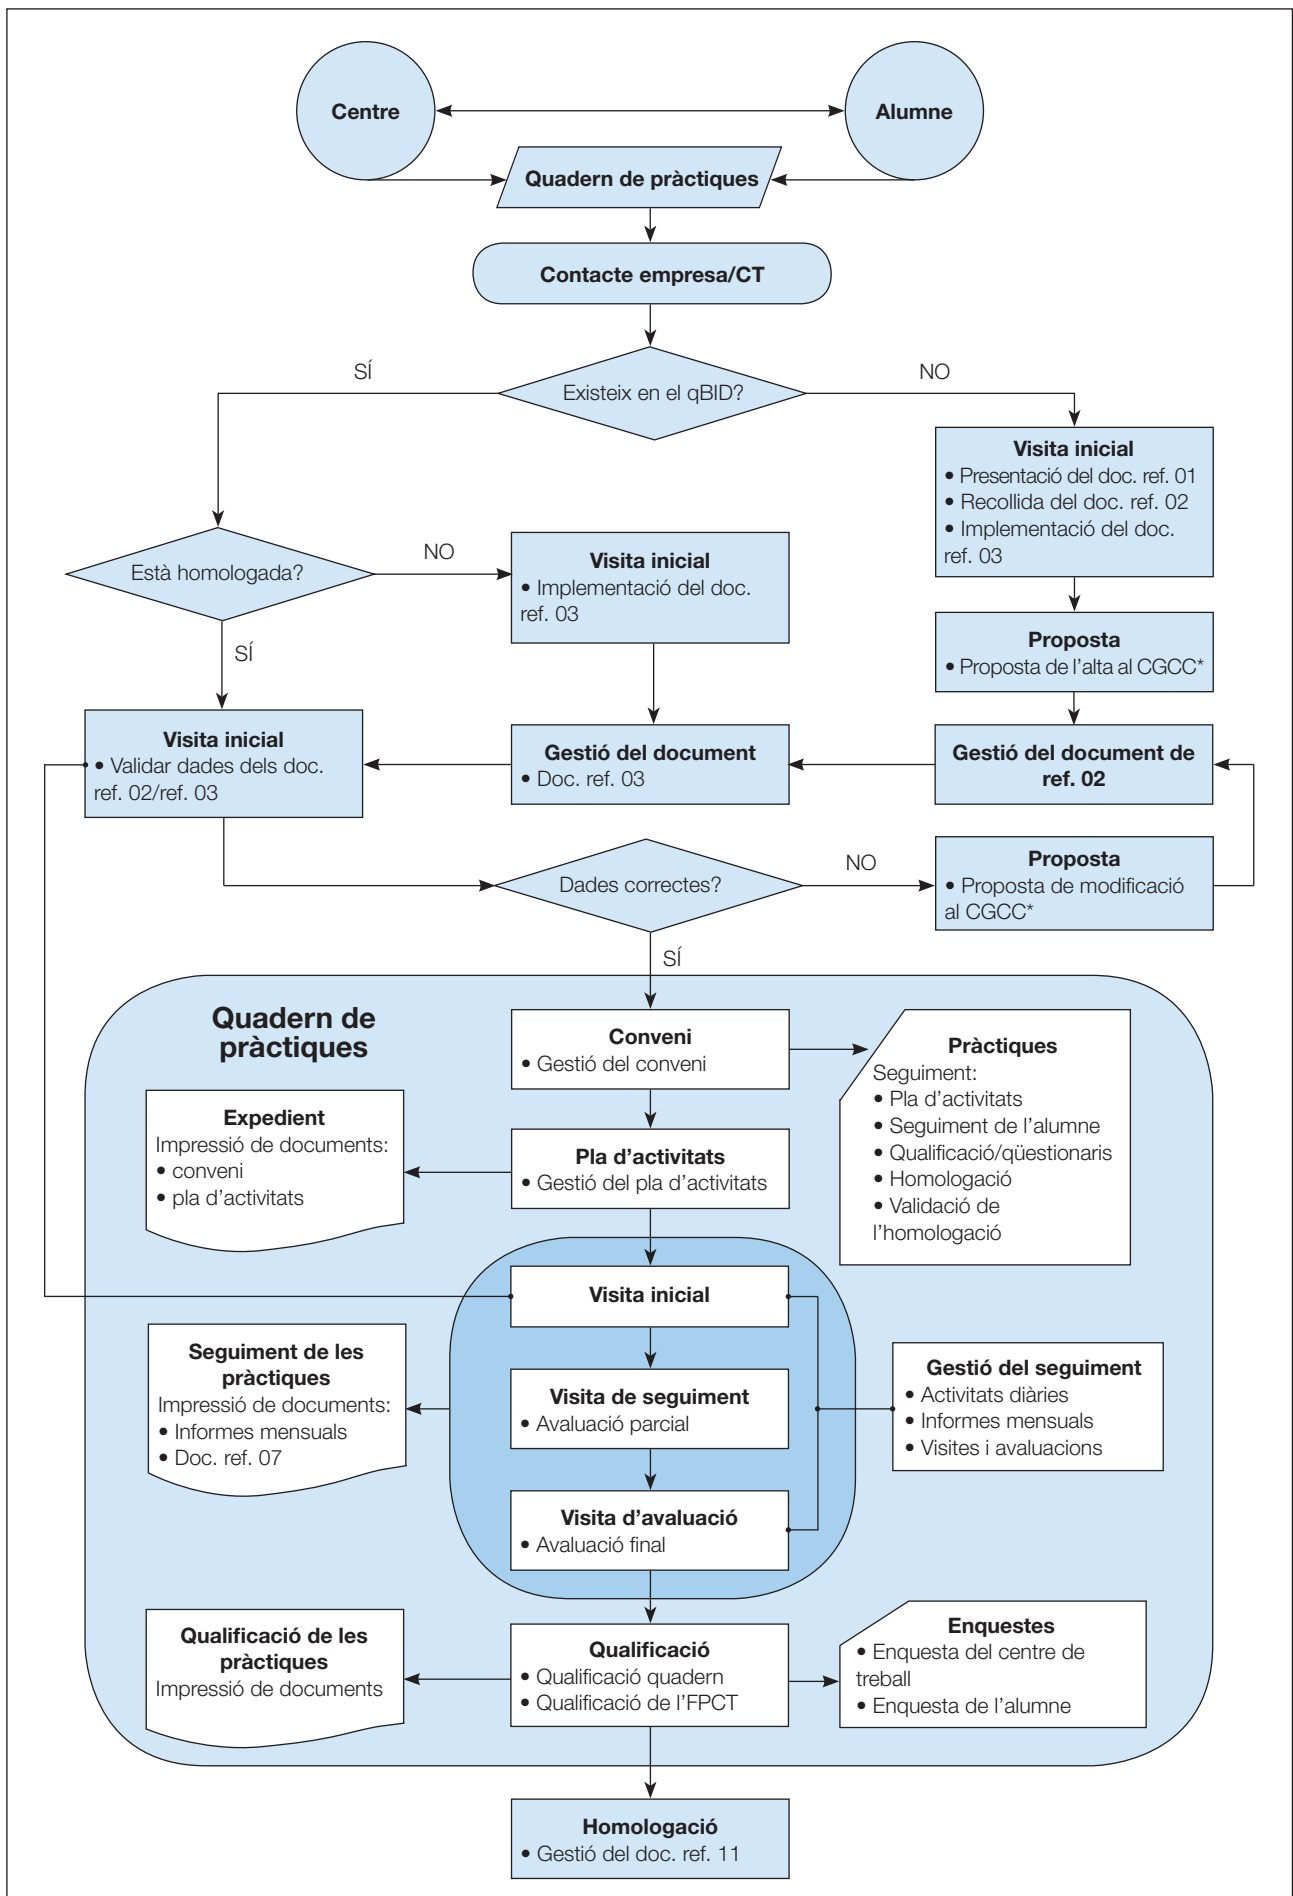 Centre
Alumne
Quadern de pràctiques
Contacte empresa/CT
SÍ
NO
Existeix en el qBID?
Visita inicial
• Presentació del doc. ref. 01
• Recollida del doc. ref. 02
• Implementació del doc.
ref. 03
Està homologada?
NO
Visita inicial
• Implementació del doc.
ref. 03
SÍ
Proposta
• Proposta de l’alta al CGCC*
Visita inicial
• Validar dades dels doc.
ref. 02/ref. 03
Gestió del document
• Doc. ref. 03
Gestió del document de
ref. 02
Dades correctes?
NO
Proposta
• Proposta de modificació
al CGCC*
SÍ
Quadern de
pràctiques
Conveni
• Gestió del conveni
Pràctiques
Seguiment:
• Pla d’activitats
• Seguiment de l’alumne
• Qualificació/qüestionaris
• Homologació
• Validació de
l’homologació
Expedient
Impressió de documents:
• conveni
• pla d’activitats
Pla d’activitats
• Gestió del pla d’activitats
Visita inicial
Seguiment de les
pràctiques
Impressió de documents:
• Informes mensuals
• Doc. ref. 07
Visita de seguiment
• Avaluació parcial
Gestió del seguiment
• Activitats diàries
• Informes mensuals
• Visites i avaluacions
Visita d’avaluació
• Avaluació final
Qualificació de les
pràctiques
Impressió de documents
Qualificació
• Qualificació quadern
• Qualificació de l’FPCT
Enquestes
• Enquesta del centre de
treball
• Enquesta de l’alumne
Homologació
• Gestió del doc. ref. 11